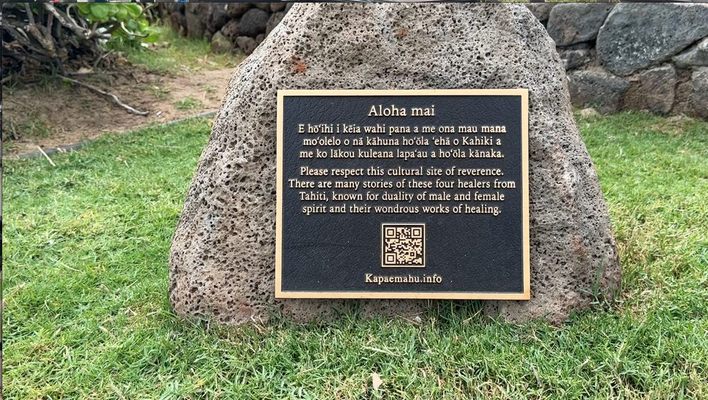 Aloha mai
E hōʻihi i kēia wahi pana a me ona mau mana
moʻolelo o nā kāhuna hoʻōla ʻehā o Kahiki a
me ko lākou kuleana lapaʻau a hoʻōla kānaka.
Please respect this cultural site of reverence.
There are many stories of these four healers from
Tahiti, known for duality of male and female
spirit and their wondrous works of healing.
Kapaemahu.info